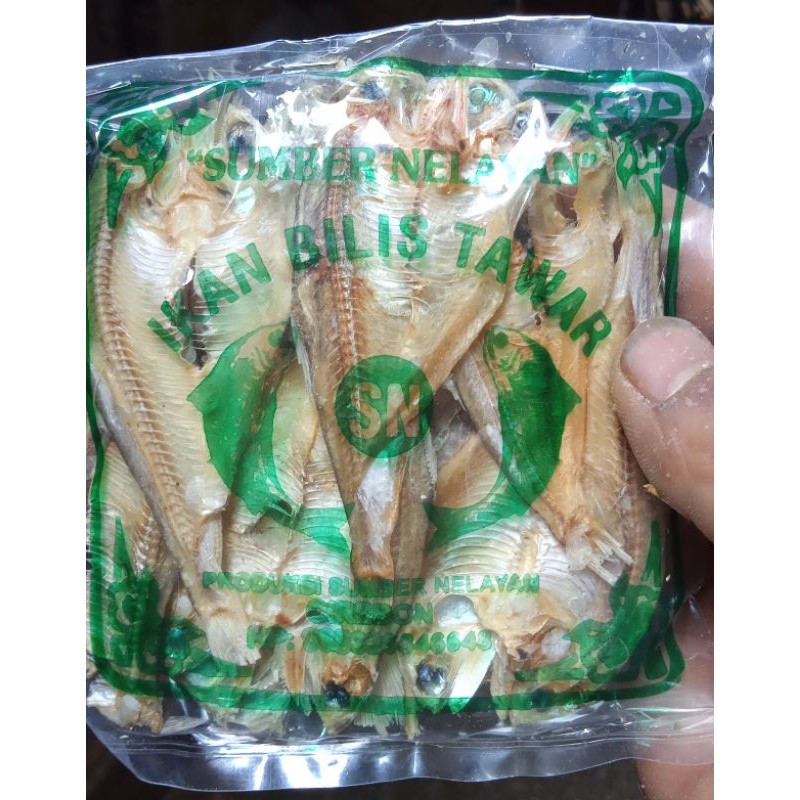 "SUMBER NELAYAN"
IKAN BILIS TAWAR
SN
PRODUKSI SUMBER NELAYAN